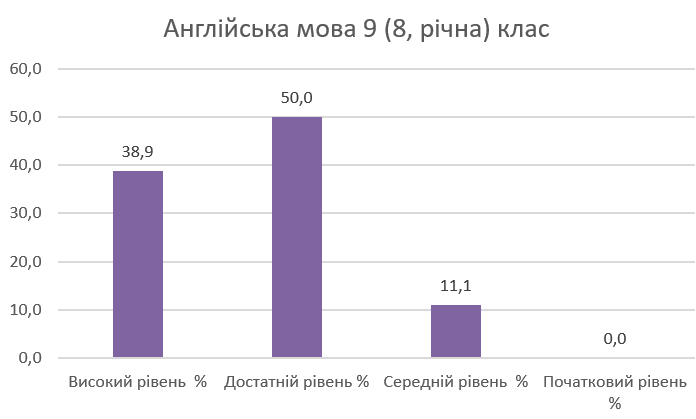 Англійська мова 9 (8, річна) клас
60,0
50,0
40,0
30,0
20,0
10,0
0,0
38,9
50,0
11,1
0,0
Високий рівень %
Достатній рівень %
Середній рівень %
Початковий рівень
%